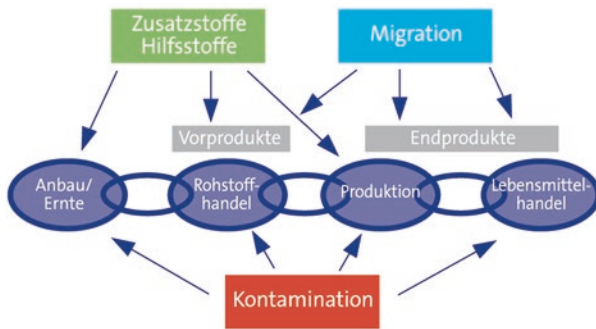 Zusatzstoffe
Hilfsstoffe
Migration
Vorprodukte
Endprodukte
Anbau/
Ernte
Rohstoff-
handel
Produktion
Lebensmittel-
handel
Kontamination